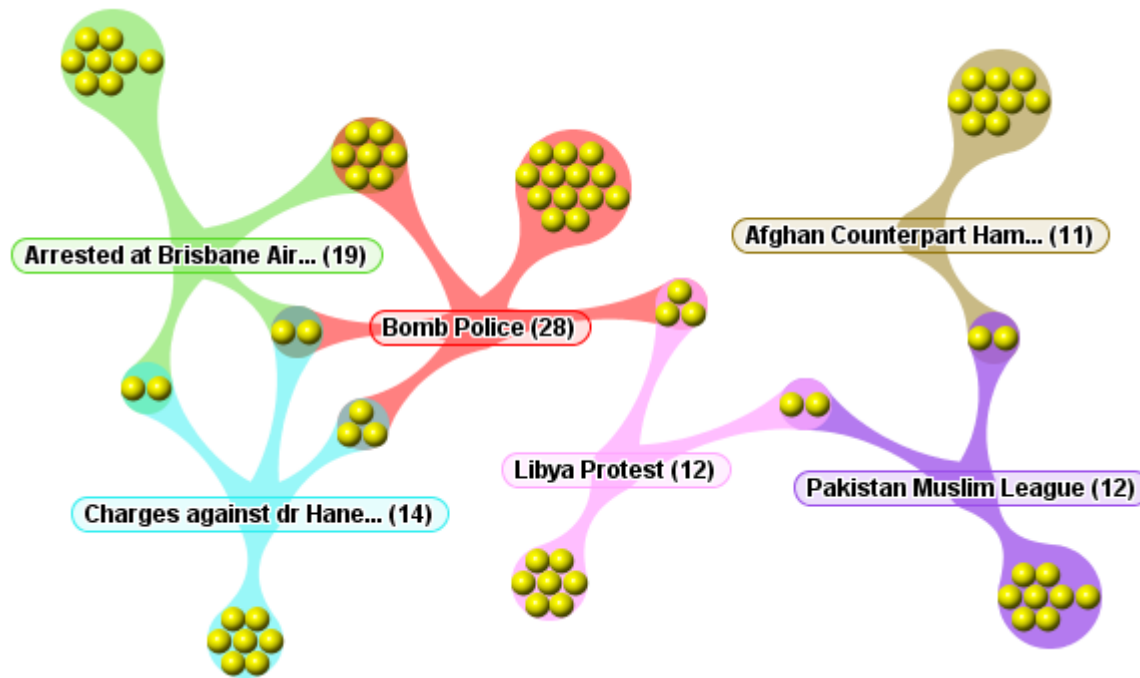 Afghan Counterpart Ham... (11)
Arrested at Brisbane Air... (19)
Bomb Police (28)
Libya Protest (12)
Pakistan Muslim League (12)
Charges against dr Hane... (14)